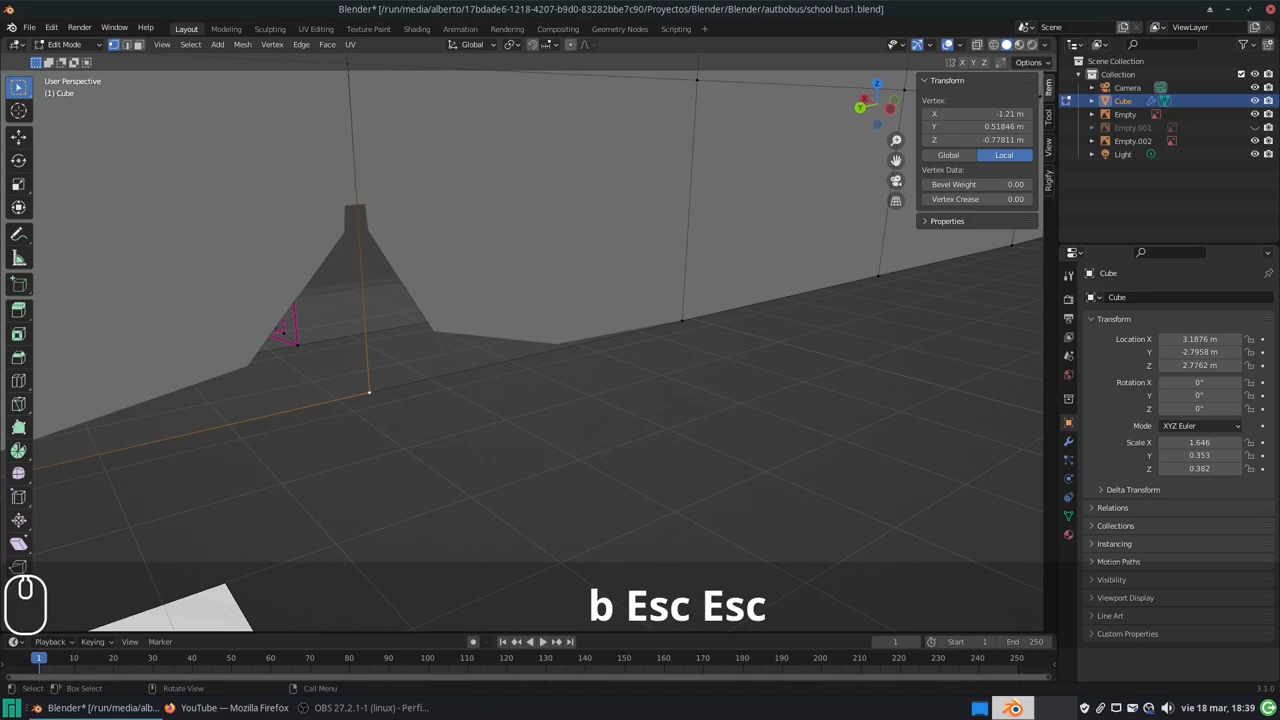 Blender* [/run/media/alberto/17bdade6-1218-4207-b9d0-83282bbe7c90/Proyectos/Blender/Blender/autbobus/school bus1.blend]
File Edit Render Window Help Layout Modeling Sculpting UV Editing Texture Paint Shading Animation Rendering Compositing Geometry Nodes Scripting Scene ViewLayer
Edit Mode View Select Add Mesh Vertex Edge Face UV Global
X Y Z Options
User Perspective
(1) Cube
Transform
Vertex:
X -1.21 m
Y 0.51846 m
Z -0.77811 m
Global Local
Vertex Data:
Bevel Weight 0.00
Vertex Crease 0.00
Properties
Item
Tool
View
Rigify
Z
X
Y
Scene Collection
Collection
Camera
Cube
Empty
Empty.001
Empty.002
Light
Cube
Cube
Transform
Location X 3.1876 m
Y -2.7958 m
Z 2.7762 m
Rotation X 0°
Y 0°
Z 0°
Mode XYZ Euler
Scale X 1.646
Y 0.353
Z 0.382
Delta Transform
Relations
Collections
Instancing
Motion Paths
Visibility
Viewport Display
Line Art
Custom Properties
b Esc Esc
Playback Keying View Marker 1 Start 1 End 250
1 10 20 30 40 50 60 70 80 90 100 110 120 130 140 150 160 170 180 190 200 210 220 230 240 250
Select Box Select Rotate View Call Menu 3.1.0
Blender* [/run/media/alb... YouTube — Mozilla Firefox OBS 27.2.1-1 (linux) - Perfi... vie 18 mar, 18:39